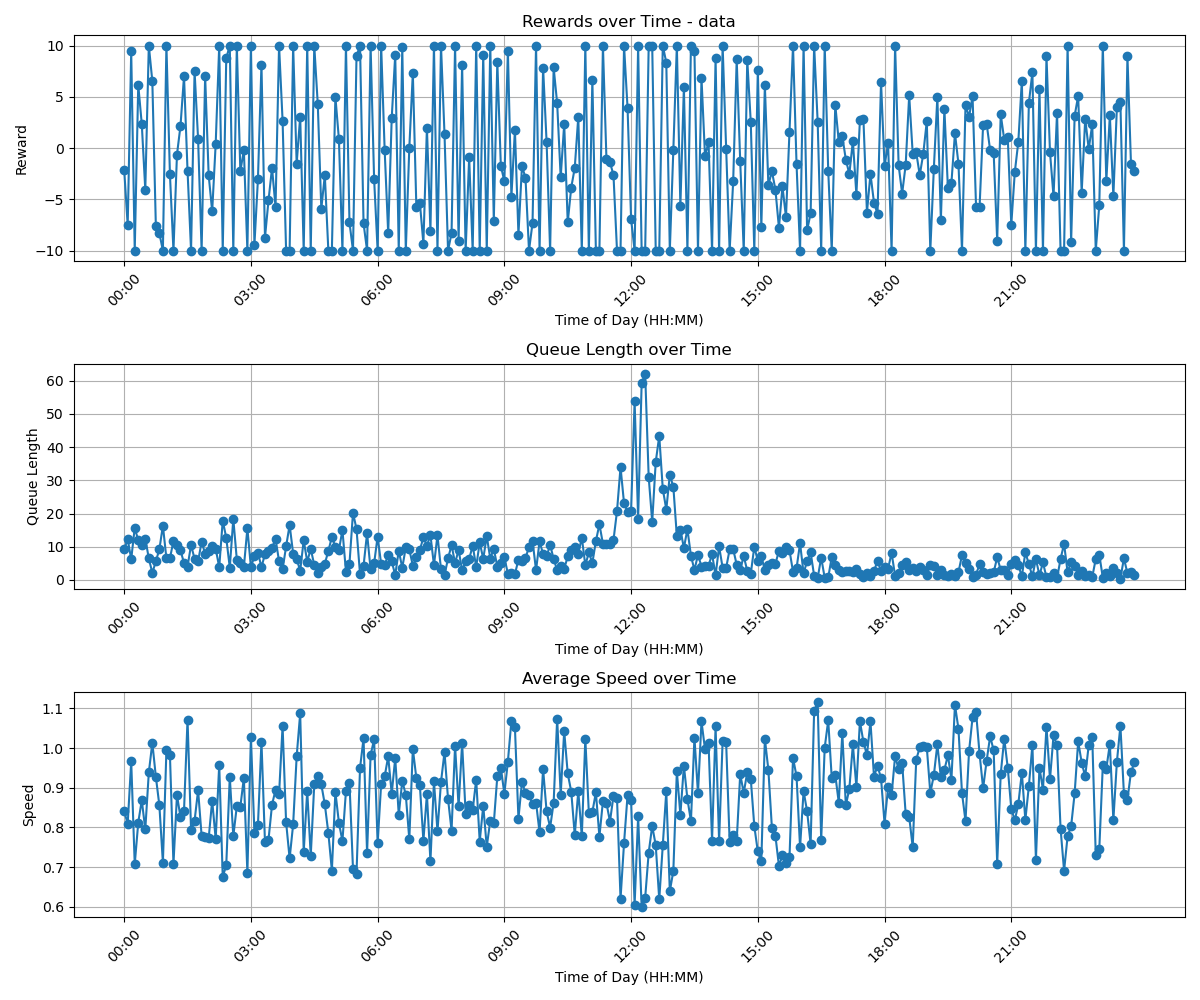 Rewards over Time - data
10
5
0
−5
−10
Reward
00:00 03:00 06:00 09:00 12:00 15:00 18:00 21:00
Time of Day (HH:MM)
Queue Length over Time
60
50
40
30
20
10
0
Queue Length
00:00 03:00 06:00 09:00 12:00 15:00 18:00 21:00
Time of Day (HH:MM)
Average Speed over Time
1.1
1.0
0.9
0.8
0.7
0.6
Speed
00:00 03:00 06:00 09:00 12:00 15:00 18:00 21:00
Time of Day (HH:MM)